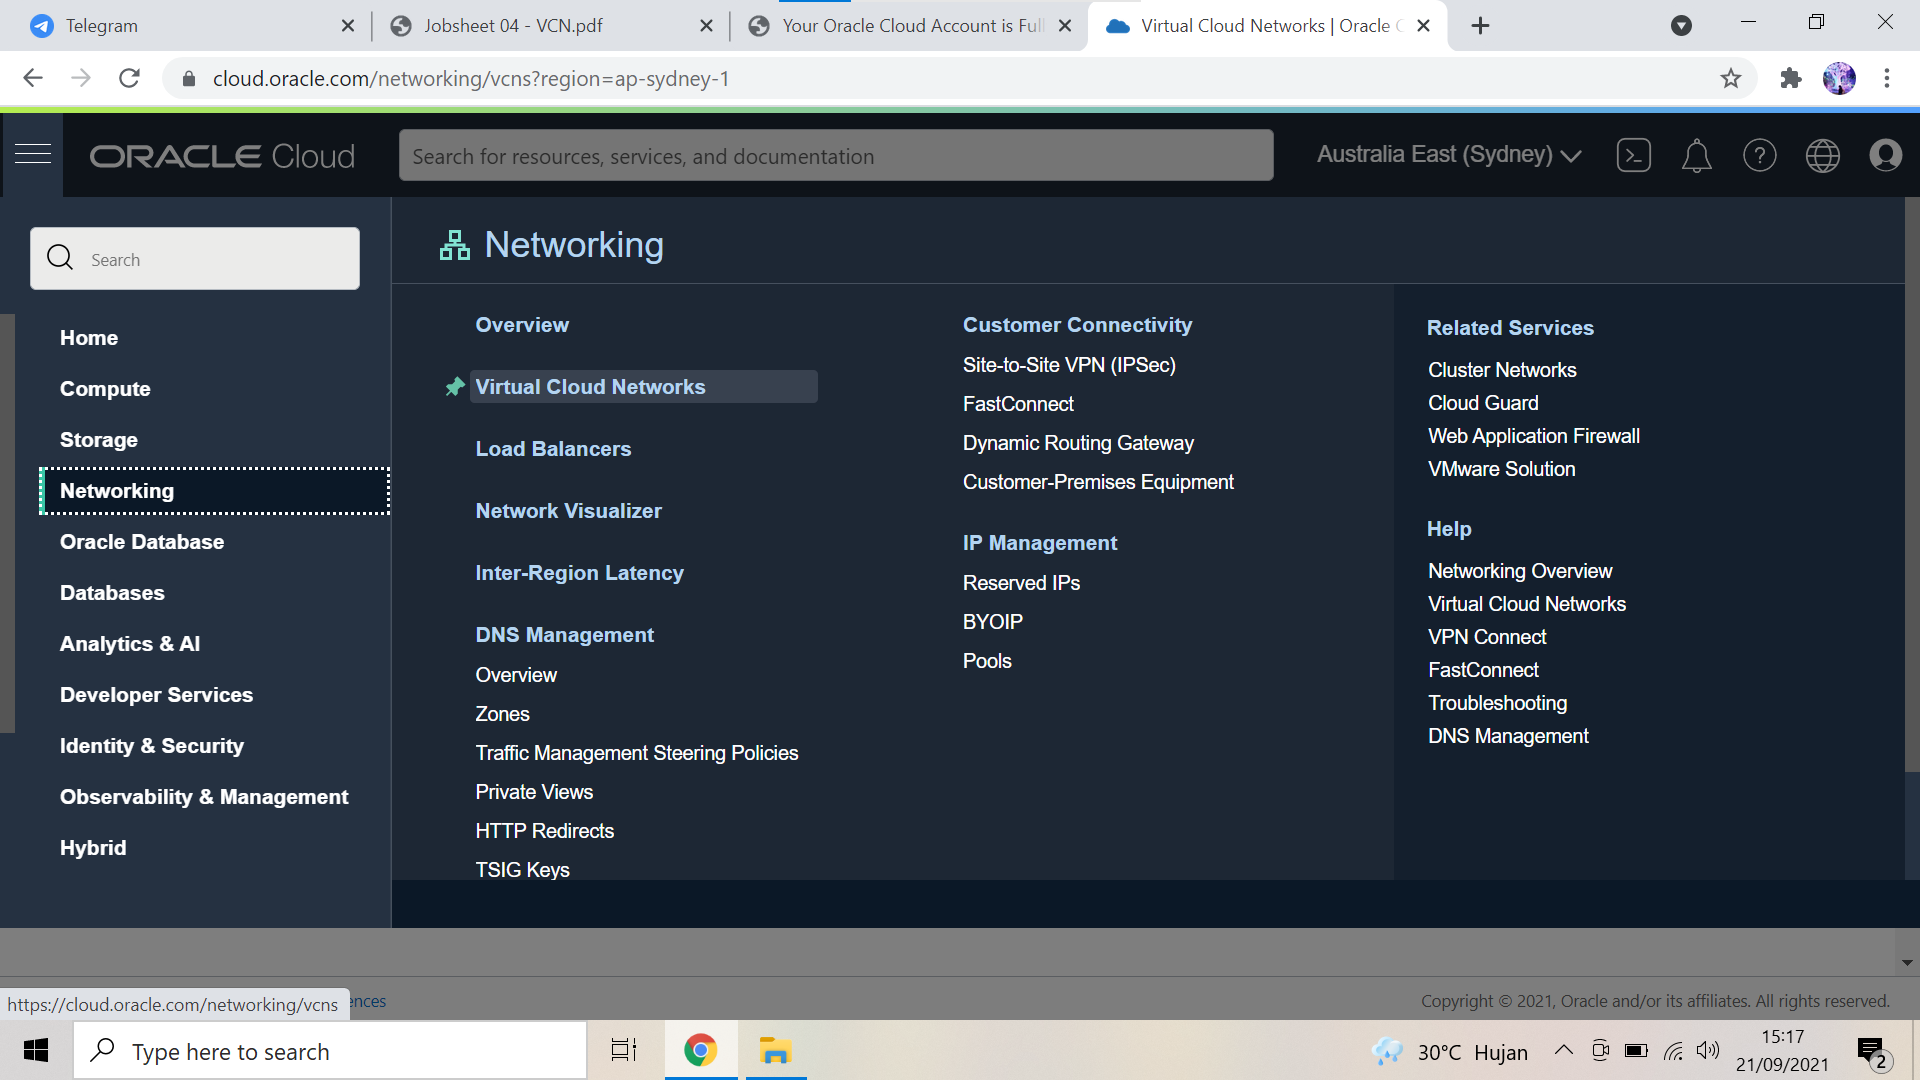 Telegram
Jobsheet 04 - VCN.pdf
Your Oracle Cloud Account is Full
Virtual Cloud Networks | Oracle C
cloud.oracle.com/networking/vcns?region=ap-sydney-1
ORACLE Cloud
Search for resources, services, and documentation
Australia East (Sydney)
Search
Home
Compute
Storage
Networking
Oracle Database
Databases
Analytics & AI
Developer Services
Identity & Security
Observability & Management
Hybrid
Networking
Overview
Virtual Cloud Networks
Load Balancers
Network Visualizer
Inter-Region Latency
DNS Management
Overview
Zones
Traffic Management Steering Policies
Private Views
HTTP Redirects
TSIG Keys
Customer Connectivity
Site-to-Site VPN (IPSec)
FastConnect
Dynamic Routing Gateway
Customer-Premises Equipment
IP Management
Reserved IPs
BYOIP
Pools
Related Services
Cluster Networks
Cloud Guard
Web Application Firewall
VMware Solution
Help
Networking Overview
Virtual Cloud Networks
VPN Connect
FastConnect
Troubleshooting
DNS Management
https://cloud.oracle.com/networking/vcns
ences
Copyright © 2021, Oracle and/or its affiliates. All rights reserved.
Type here to search
30°C Hujan
15:17
21/09/2021
2